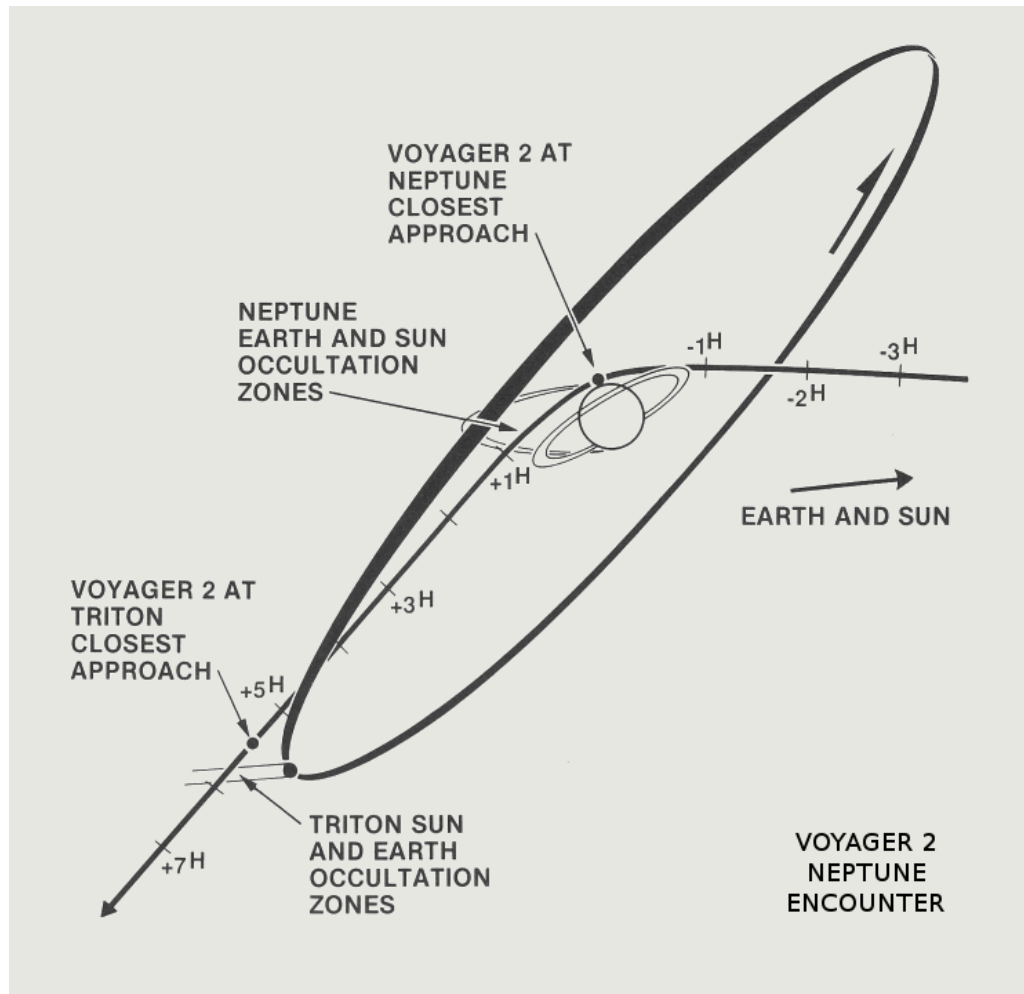 VOYAGER 2 AT
NEPTUNE
CLOSEST
APPROACH
NEPTUNE
EARTH AND SUN
OCCULTATION
ZONES
-1H
-2H
-3H
+1H
EARTH AND SUN
+3H
VOYAGER 2 AT
TRITON
CLOSEST
APPROACH
+5H
TRITON SUN
AND EARTH
OCCULTATION
ZONES
+7H
VOYAGER 2
NEPTUNE
ENCOUNTER